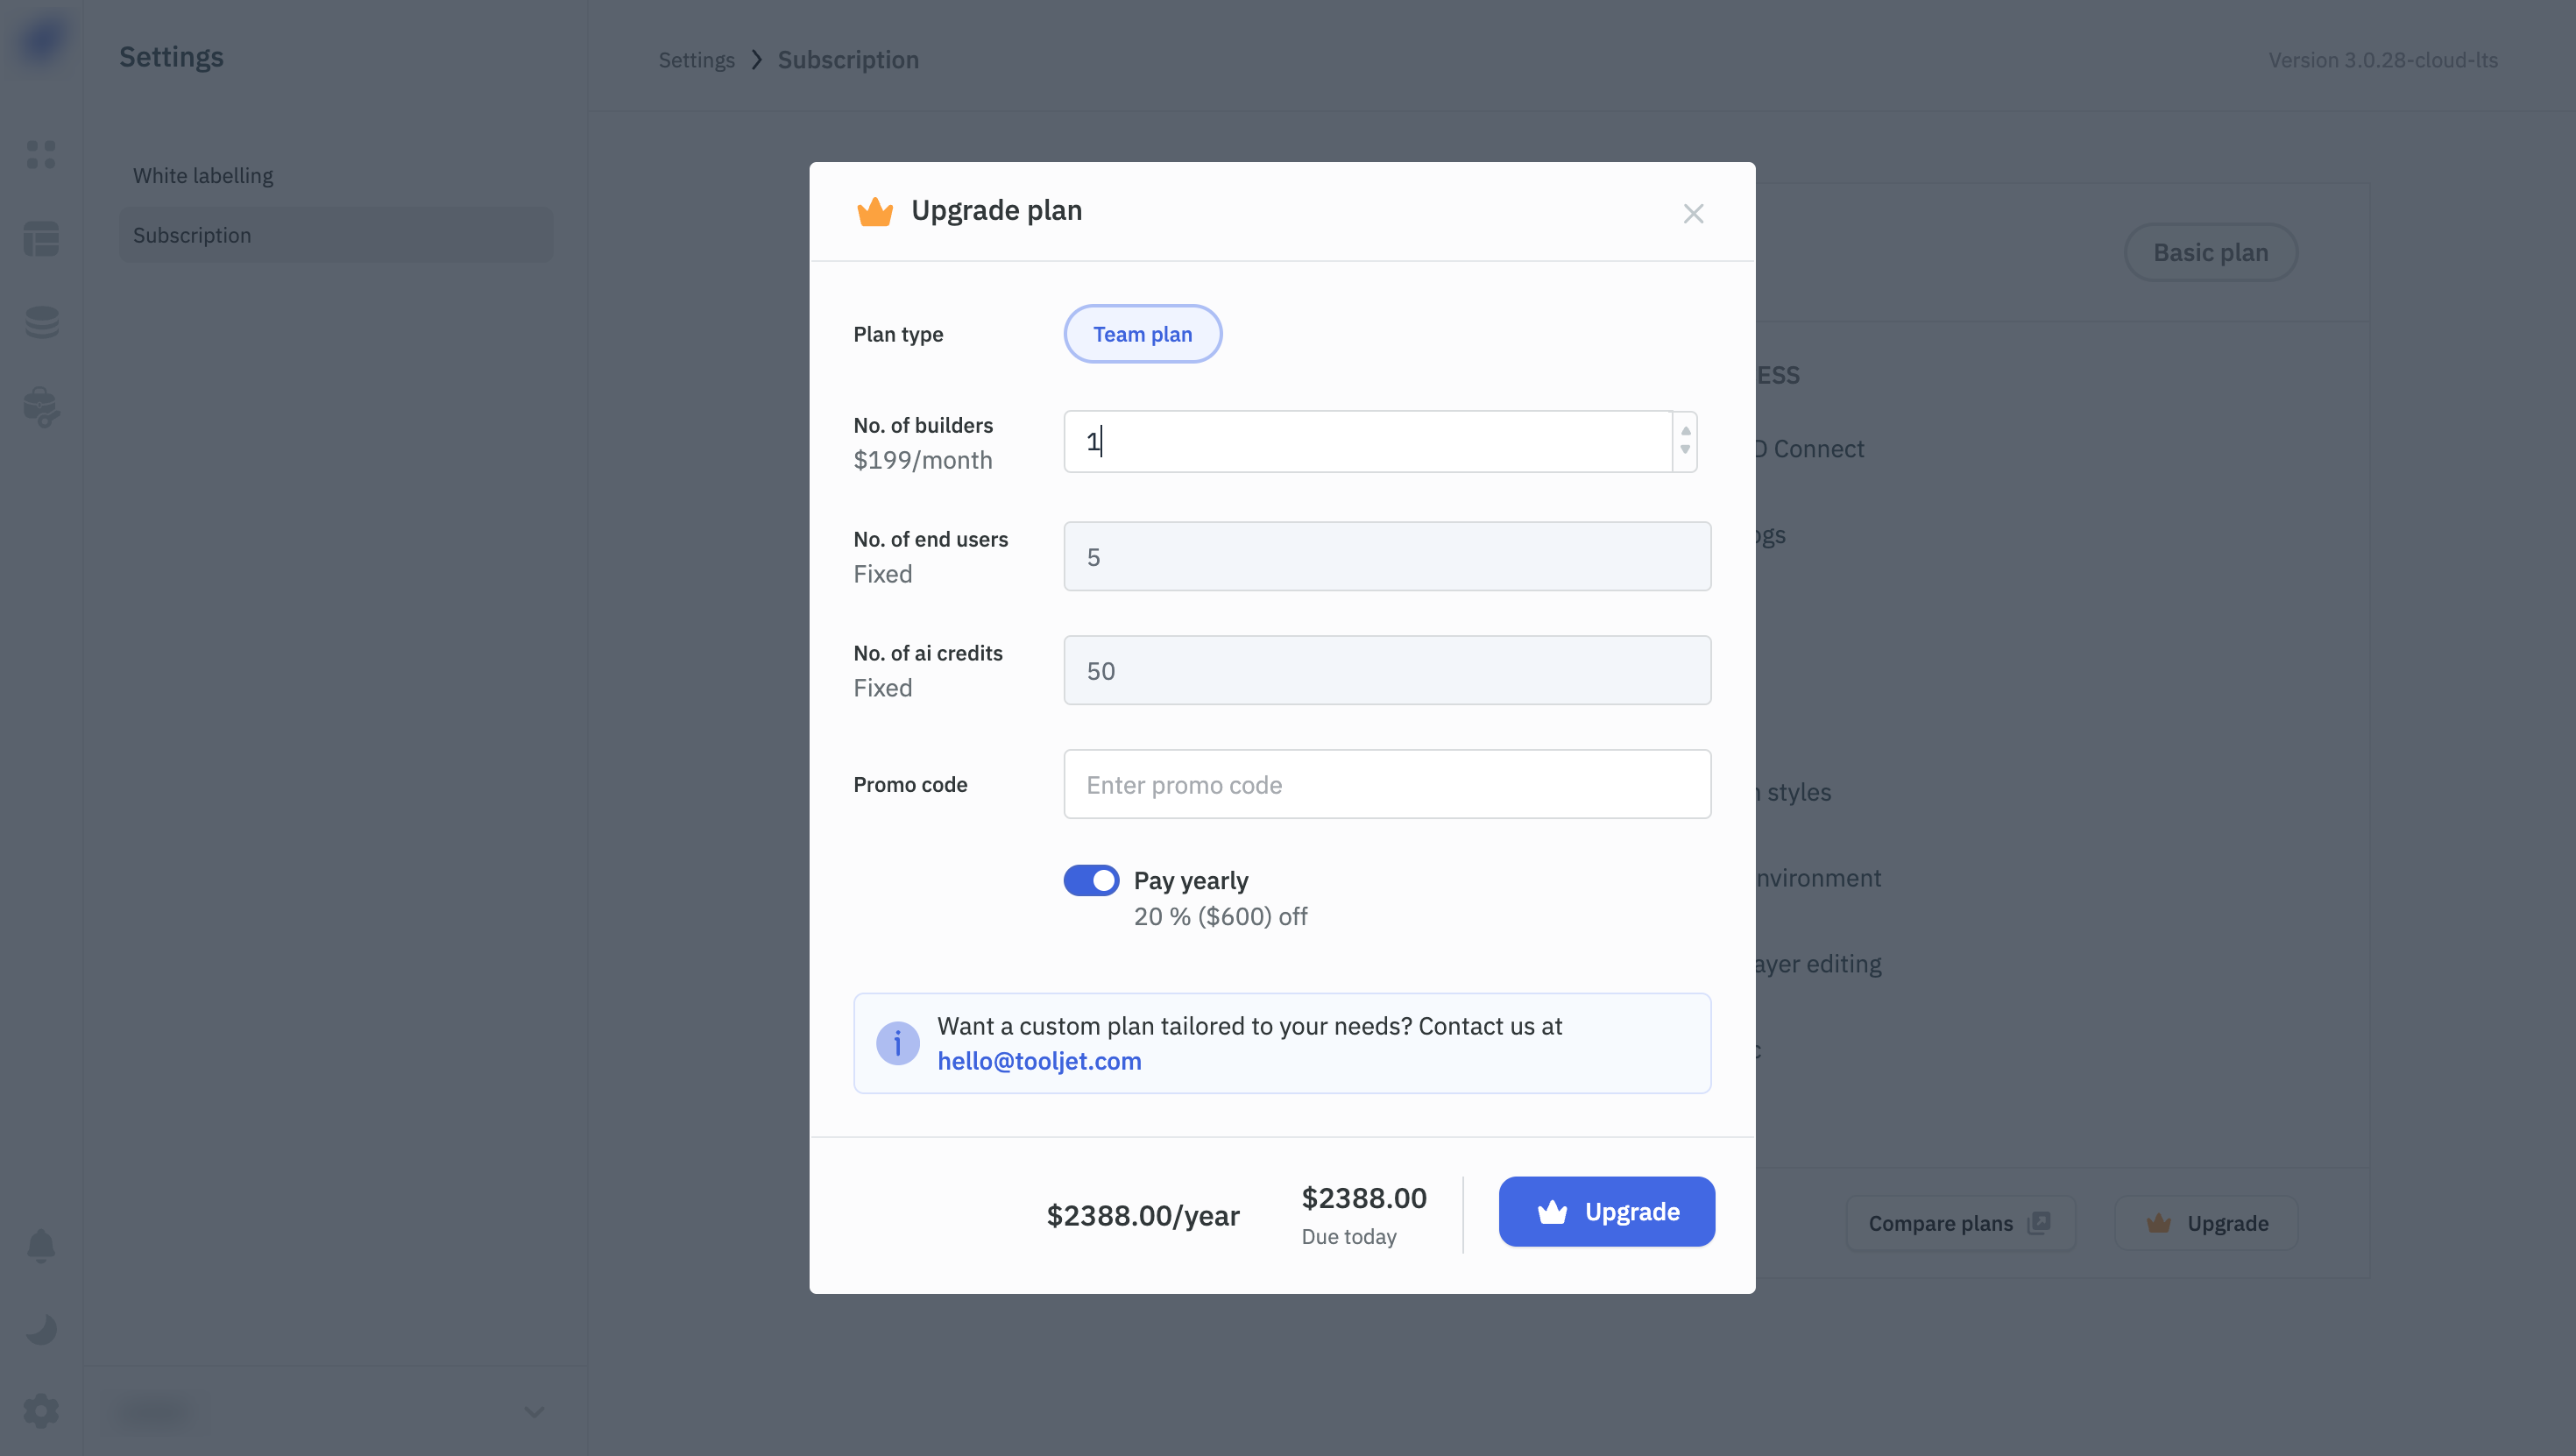 Settings
Settings
Subscription
Version 3.0.28-cloud-lts
White labelling
Subscription
Basic plan
Upgrade plan
Plan type
Team plan
No. of builders
$199/month
1
No. of end users
Fixed
5
No. of ai credits
Fixed
50
Promo code
Enter promo code
Pay yearly
20 % ($600) off
Want a custom plan tailored to your needs? Contact us at
hello@tooljet.com
$2388.00/year
$2388.00
Due today
Upgrade
ESS
D Connect
ogs
styles
nvironment
ayer editing
Compare plans
Upgrade